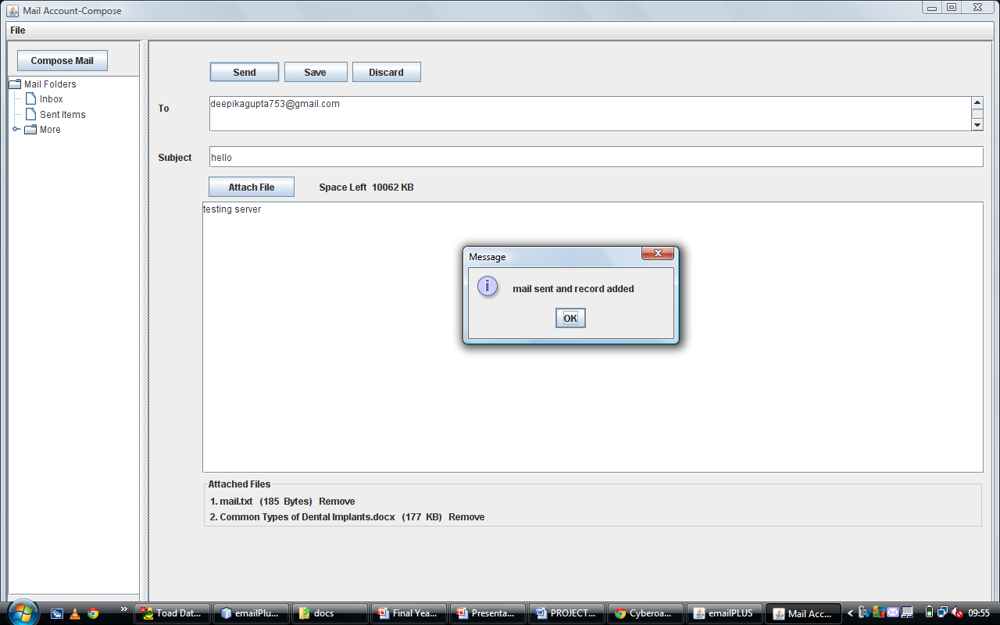 Mail Account-Compose
File
Compose Mail
Mail Folders
Inbox
Sent Items
More
Send Save Discard
To deepikagupta753@gmail.com
Subject hello
Attach File Space Left 10062 KB
testing server
Message
i
mail sent and record added
OK
Attached Files
1. mail.txt (185 Bytes) Remove
2. Common Types of Dental Implants.docx (177 KB) Remove
Toad Dat... emailPlu... docs Final Yea... Presenta... PROJECT... Cyberoa... emailPLUS Mail Acc... 09:55